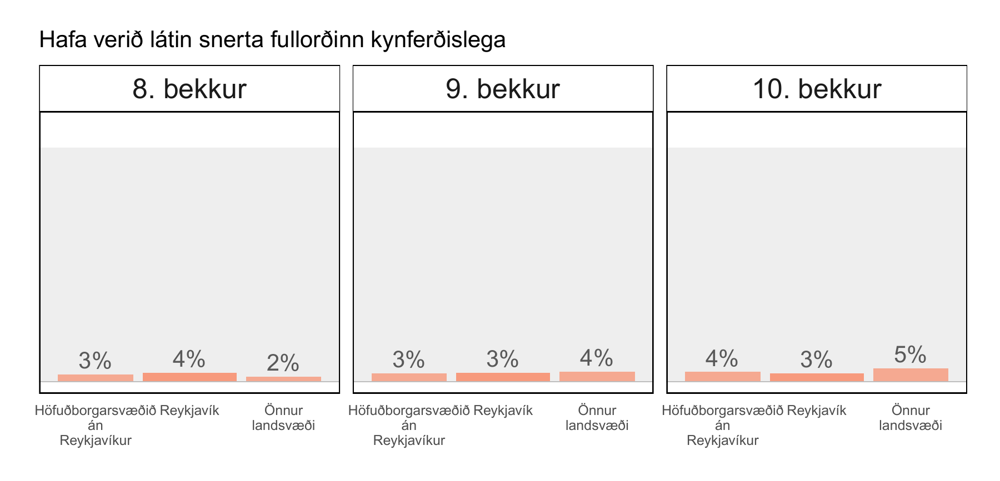 Hafa verið látin snerta fullorðinn kynferðislega
8. bekkur
9. bekkur
10. bekkur
3%
4%
2%
3%
3%
4%
4%
3%
5%
Höfuðborgarsvæðið
án
Reykjavíkur
Reykjavík
Önnur
landsvæði
Höfuðborgarsvæðið
án
Reykjavíkur
Reykjavík
Önnur
landsvæði
Höfuðborgarsvæðið
án
Reykjavíkur
Reykjavík
Önnur
landsvæði